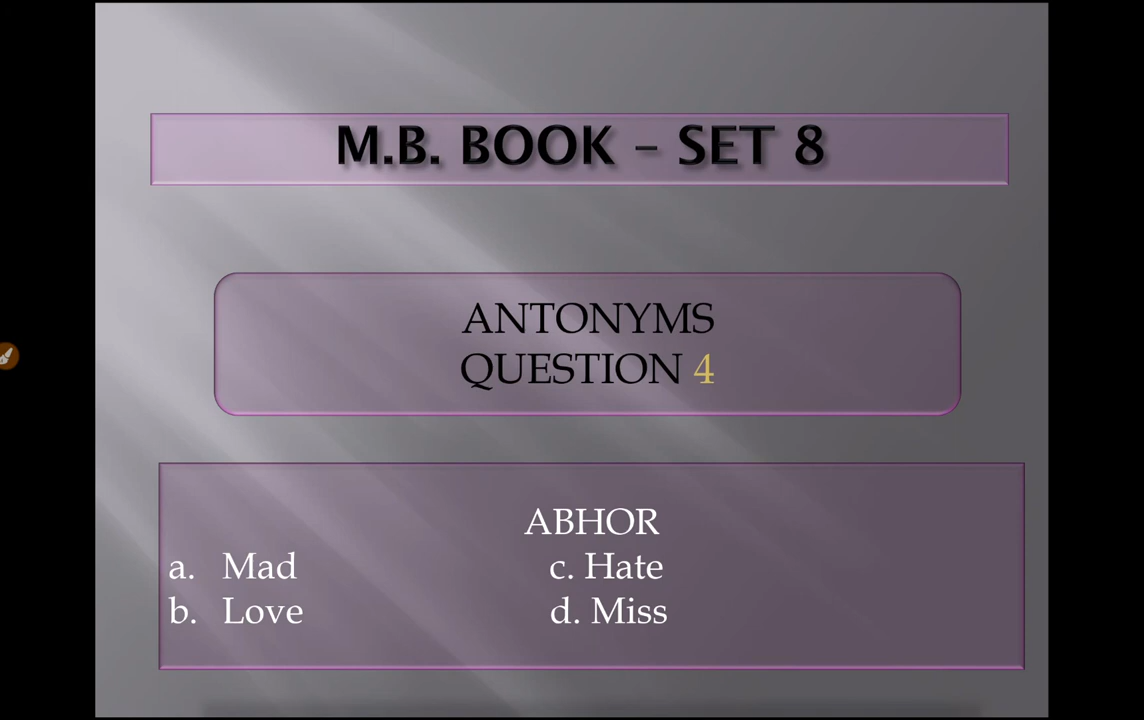 M.B. BOOK – SET 8
ANTONYMS
QUESTION 4
ABHOR
a. Mad c. Hate
b. Love d. Miss